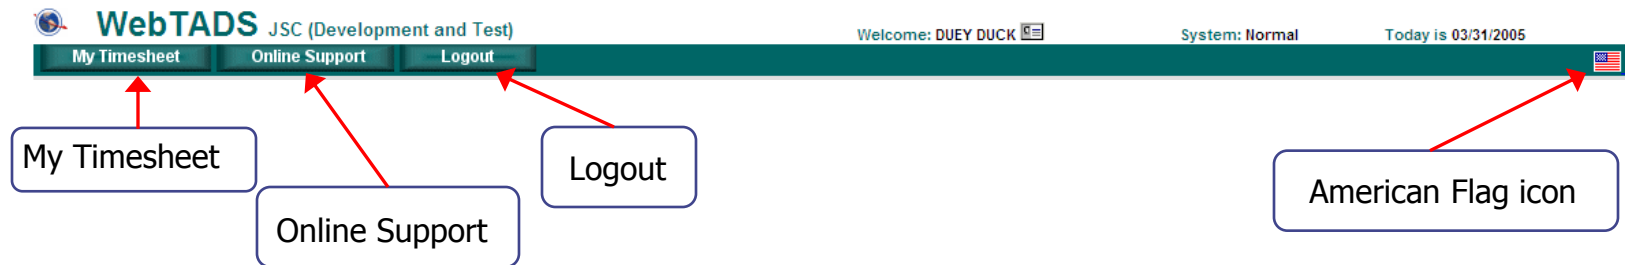 WebTADS JSC (Development and Test) Welcome: DUEY DUCK System: Normal Today is 03/31/2005
My Timesheet Online Support Logout
My Timesheet
Online Support
Logout
American Flag icon